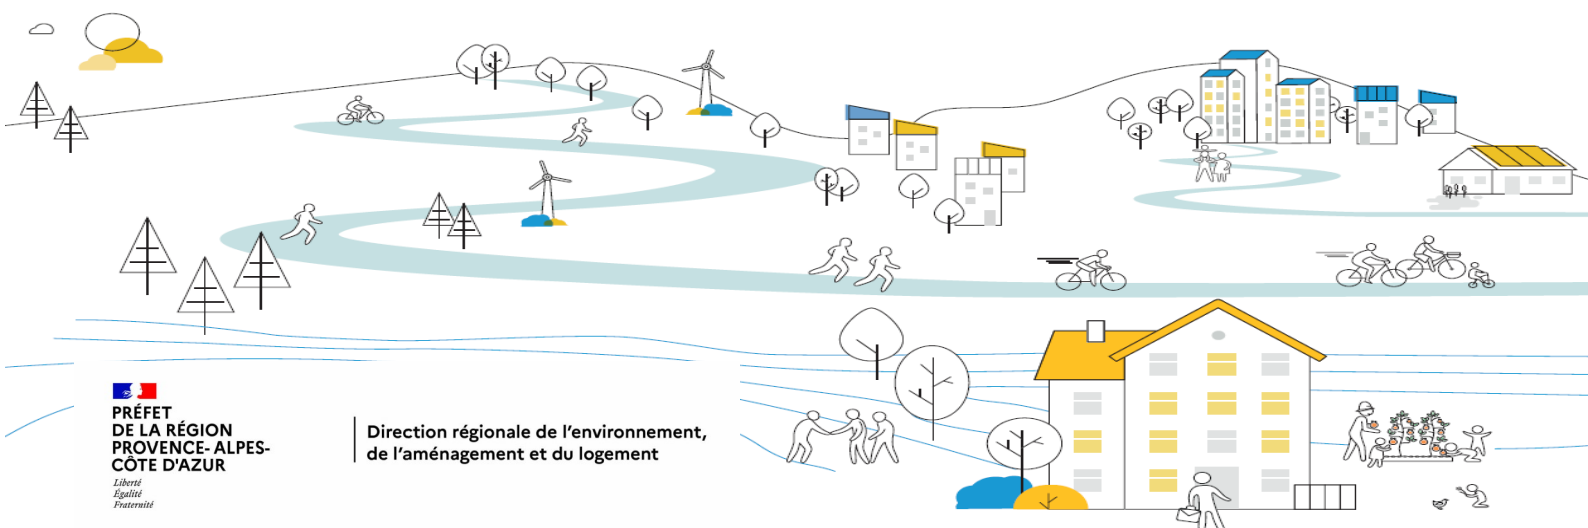 PRÉFET
DE LA RÉGION
PROVENCE- ALPES-
CÔTE D'AZUR
Liberté
Égalité
Fraternité
Direction régionale de l'environnement,
de l'aménagement et du logement